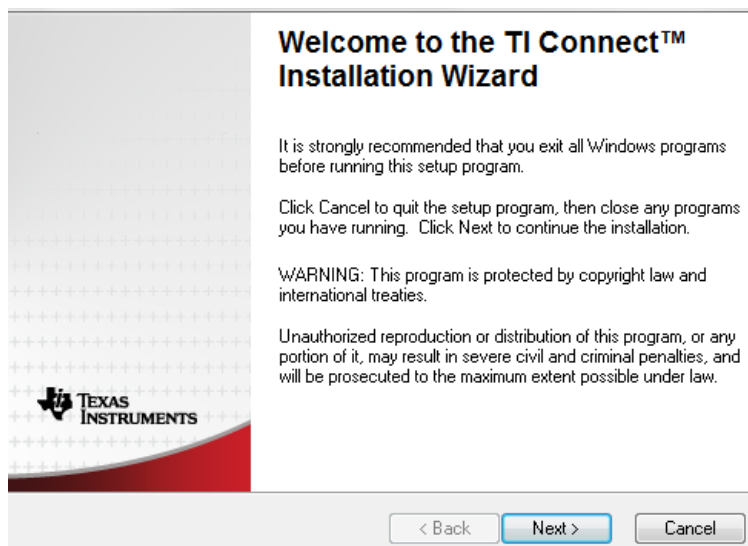 Welcome to the TI Connect™
Installation Wizard
It is strongly recommended that you exit all Windows programs
before running this setup program.
Click Cancel to quit the setup program, then close any programs
you have running. Click Next to continue the installation.
WARNING: This program is protected by copyright law and
international treaties.
Unauthorized reproduction or distribution of this program, or any
portion of it, may result in severe civil and criminal penalties, and
will be prosecuted to the maximum extent possible under law.
TEXAS
INSTRUMENTS
< Back Next > Cancel